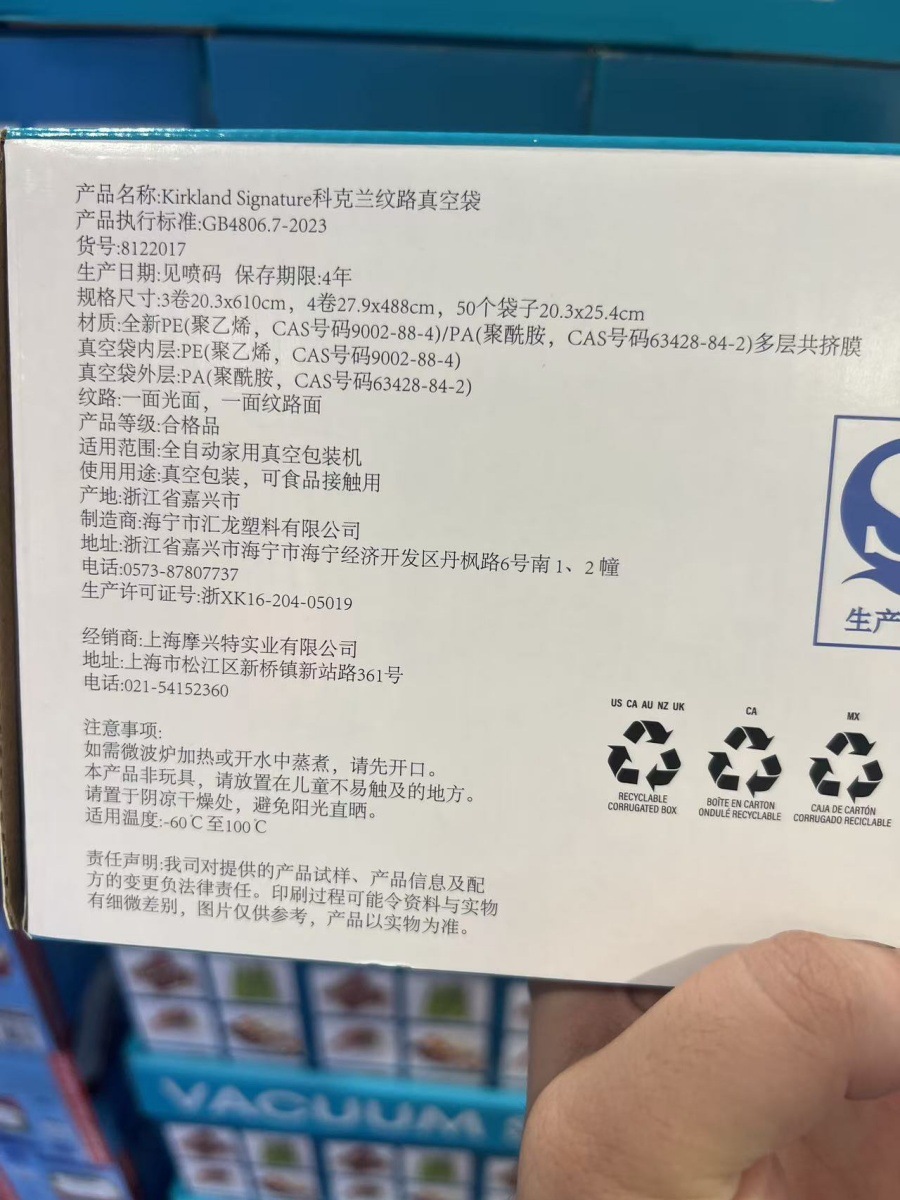 产品名称:Kirkland Signature科克兰纹路真空袋
产品执行标准:GB4806.7-2023
货号:8122017
生产日期:见喷码 保存期限:4年
规格尺寸:3卷20.3x610cm，4卷27.9x488cm，50个袋子20.3x25.4cm
材质:全新PE(聚乙烯，CAS号码9002-88-4)/PA(聚酰胺，CAS号码63428-84-2)多层共挤膜
真空袋内层:PE(聚乙烯，CAS号码9002-88-4)
真空袋外层:PA(聚酰胺，CAS号码63428-84-2)
纹路:一面光面，一面纹路面
产品等级:合格品
适用范围:全自动家用真空包装机
使用用途:真空包装，可食品接触用
产地:浙江省嘉兴市
制造商:海宁市汇龙塑料有限公司
地址:浙江省嘉兴市海宁市海宁经济开发区丹枫路6号南 1、2 幢
电话:0573-87807737
生产许可证号:浙XK16-204-05019
生产
经销商:上海摩兴特实业有限公司
地址:上海市松江区新桥镇新站路361号
电话:021-54152360
注意事项:
如需微波炉加热或开水中蒸煮，请先开口。
本产品非玩具，请放置在儿童不易触及的地方。
请置于阴凉干燥处，避免阳光直晒。
适用温度:-60℃至100℃
US CA AU NZ UK
RECYCLABLE
CORRUGATED BOX
CA
BOÎTE EN CARTON
ONDULÉ RECYCLABLE
MX
CAJA DE CARTÓN
CORRUGADO RECICLABLE
责任声明:我司对提供的产品试样、产品信息及配
方的变更负法律责任。印刷过程可能令资料与实物
有细微差别，图片仅供参考，产品以实物为准。
VACUUM